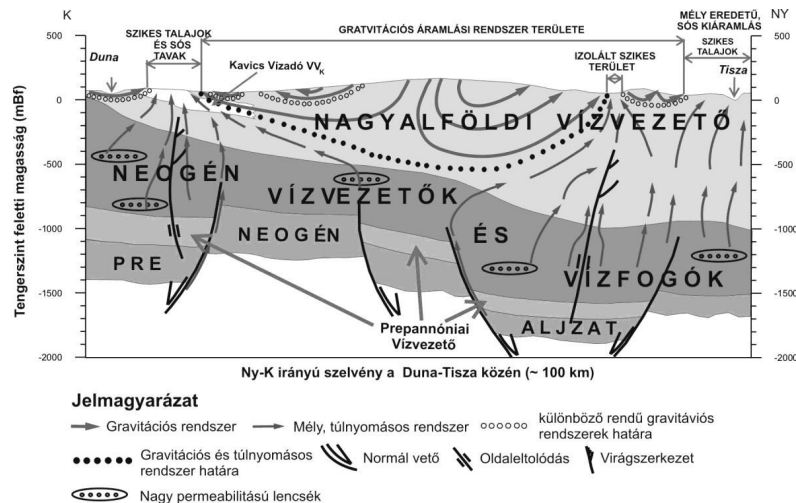 K
NY
SZIKES TALAJOK
ÉS SÓS
TAVAK
GRATVITÁCIÓS ÁRAMLÁSI RENDSZER TERÜLETE
MÉLY EREDETŰ,
SÓS KIÁRAMLÁS
SZIKES
TALAJOK
Duna
Kavics Vízadó VVK
IZOLÁLT SZIKES
TERÜLET
Tisza
Tengerszint feletti magasság (mBf)
500
0
-500
-1000
-1500
-2000
500
0
-500
-1000
-1500
-2000
NAGYALFÖLDI VÍZVEZETŐ
NEOGÉN
VÍZVEZETŐK
ÉS
VÍZFOGÓK
PRE
NEOGÉN
ALJZAT
Prepannóniai
Vízvezető
Ny-K irányú szelvény a Duna-Tisza közén (~ 100 km)
Jelmagyarázat
Gravitációs rendszer
Mély, túlnyomásos rendszer
különböző rendű gravitáviós
rendszerek határa
Gravitációs és túlnyomásos
rendszer határa
Normál vető
Oldaleltolódás
Virágszerkezet
Nagy permeabilitású lencsék